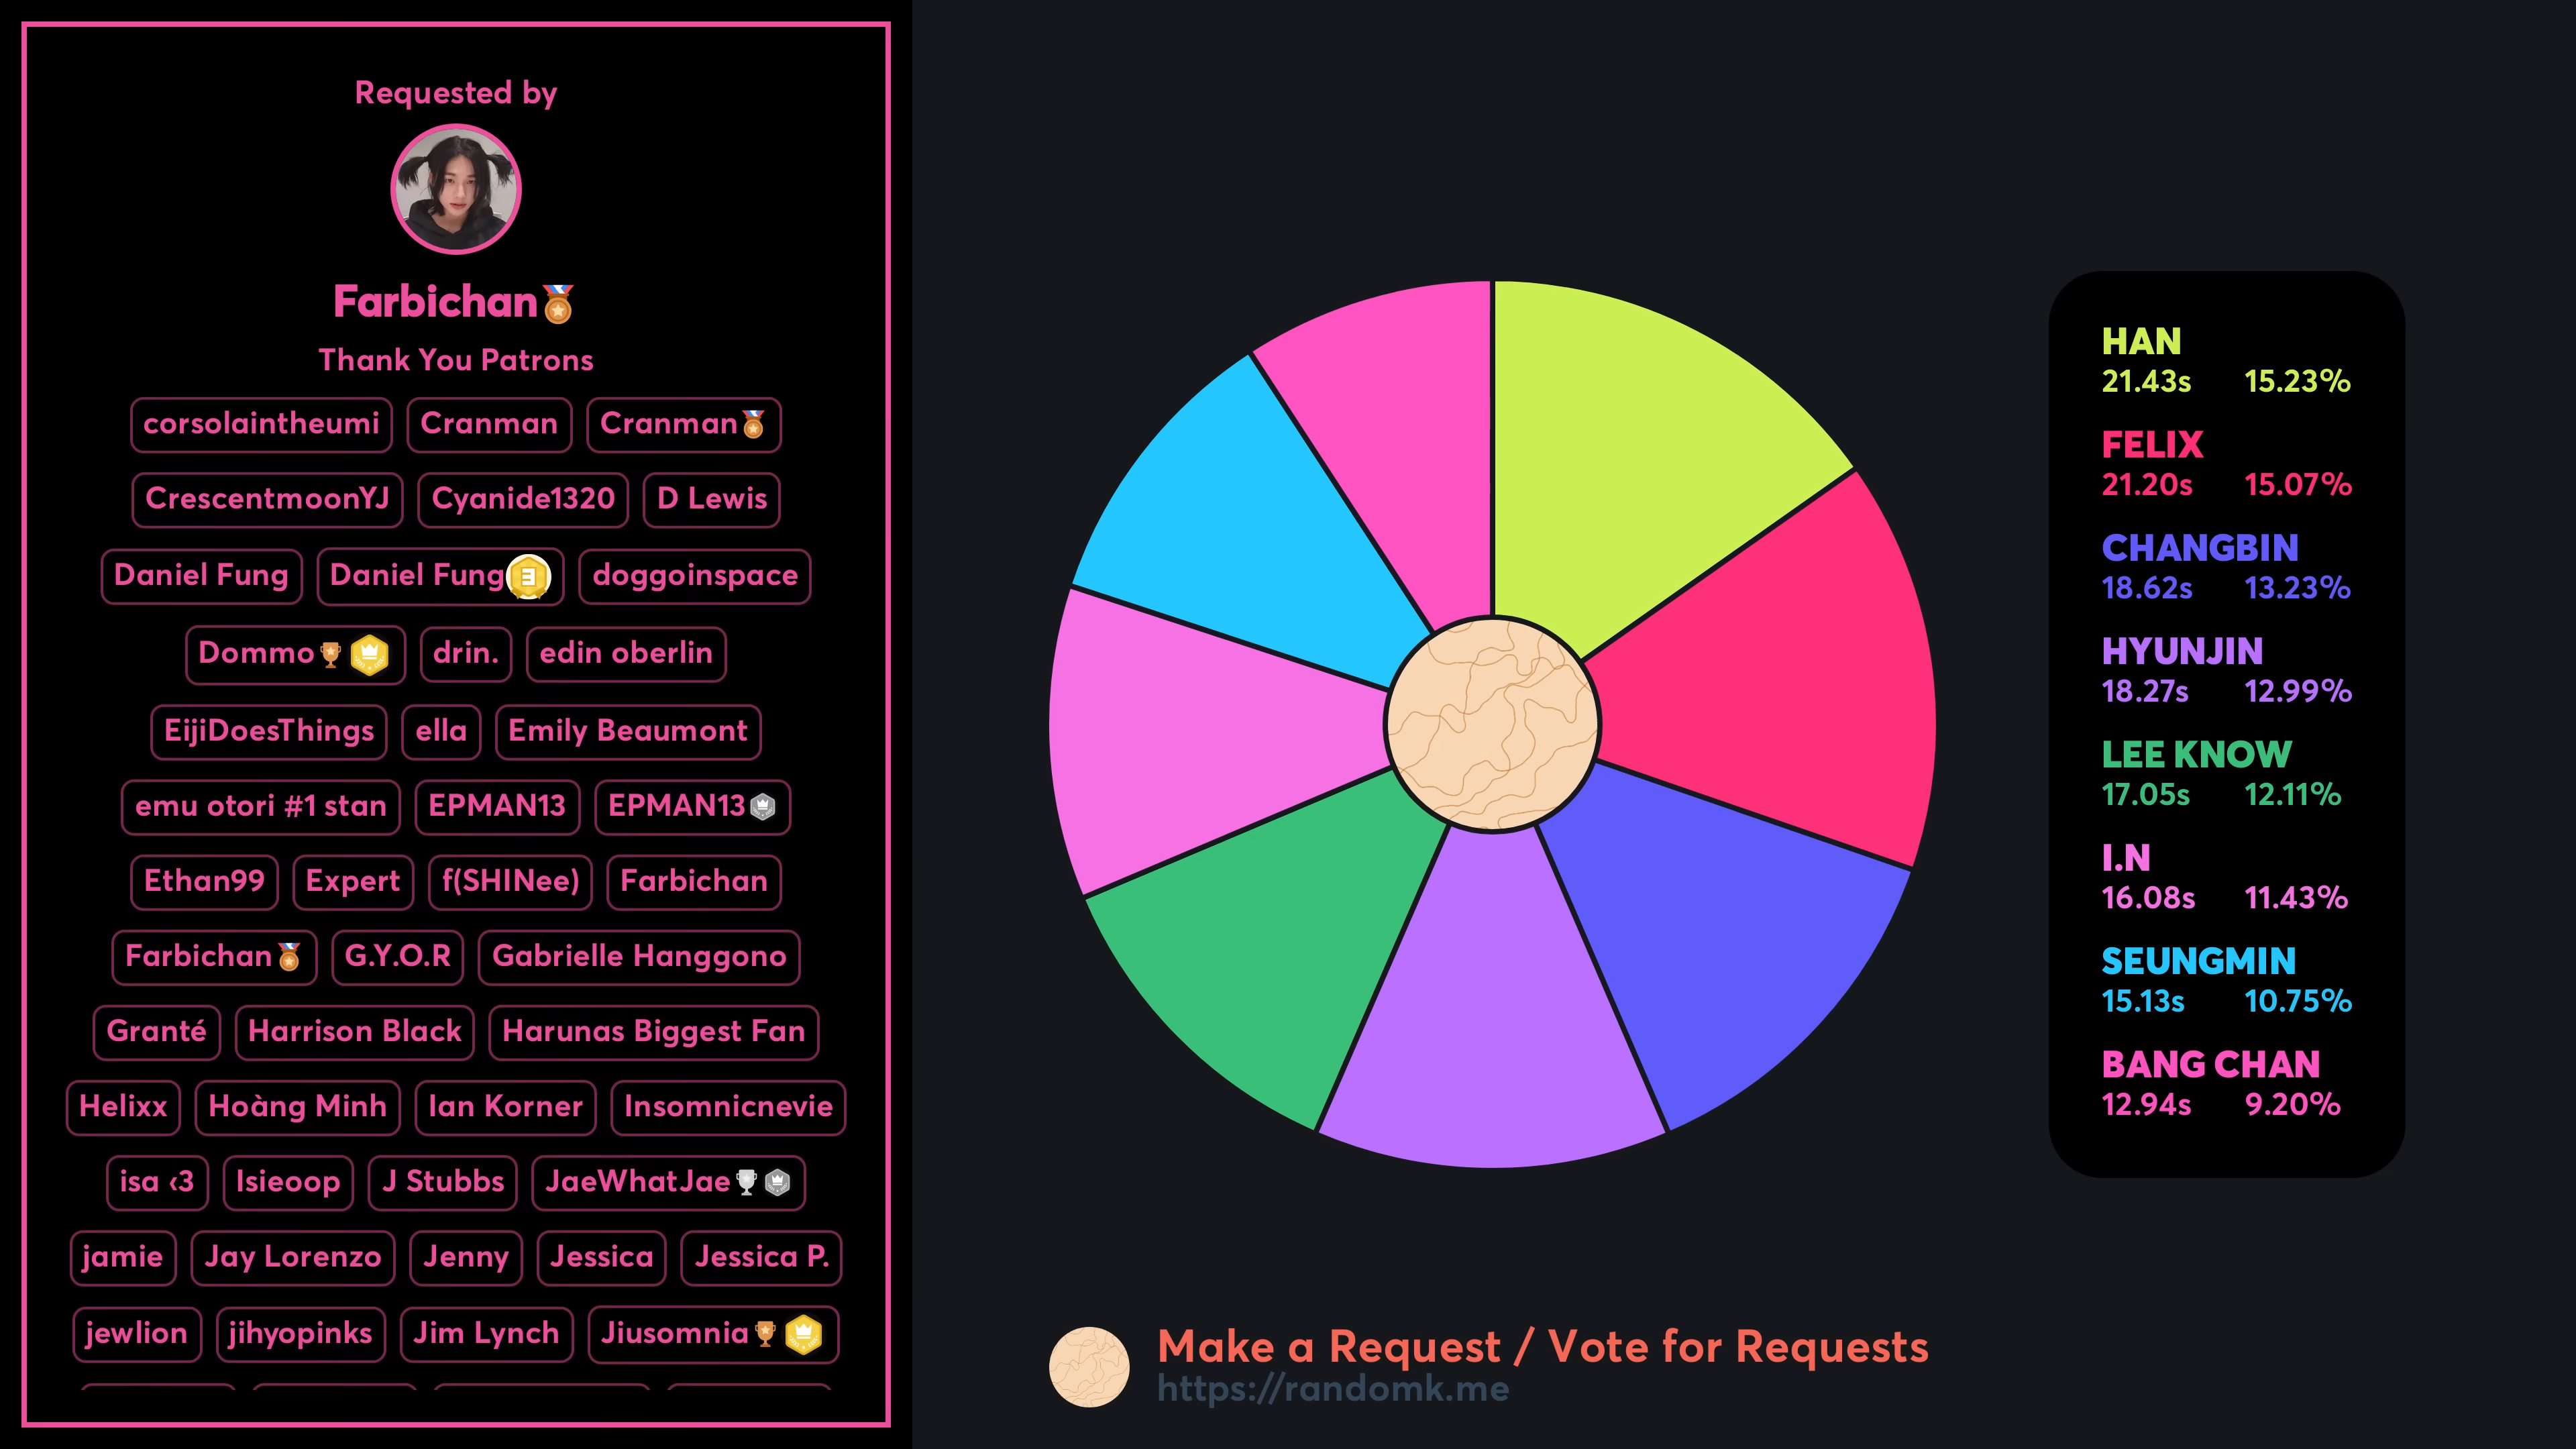 Requested by
Farbichan
Thank You Patrons
corsolaintheumi Cranman Cranman
CrescentmoonYJ Cyanide1320 D Lewis
Daniel Fung Daniel Fung 3 doggoinspace
Dommo drin. edin oberlin
EijiDoesThings ella Emily Beaumont
emu otori #1 stan EPMAN13 EPMAN13
Ethan99 Expert f(SHINee) Farbichan
Farbichan G.Y.O.R Gabrielle Hanggono
Granté Harrison Black Harunas Biggest Fan
Helixx Hoàng Minh Ian Korner Insomnicnevie
isa <3 Isieoop J Stubbs JaeWhatJae
jamie Jay Lorenzo Jenny Jessica Jessica P.
jewlion jihyopinks Jim Lynch Jiusomnia
HAN
21.43s 15.23%
FELIX
21.20s 15.07%
CHANGBIN
18.62s 13.23%
HYUNJIN
18.27s 12.99%
LEE KNOW
17.05s 12.11%
I.N
16.08s 11.43%
SEUNGMIN
15.13s 10.75%
BANG CHAN
12.94s 9.20%
Make a Request / Vote for Requests
https://randomk.me